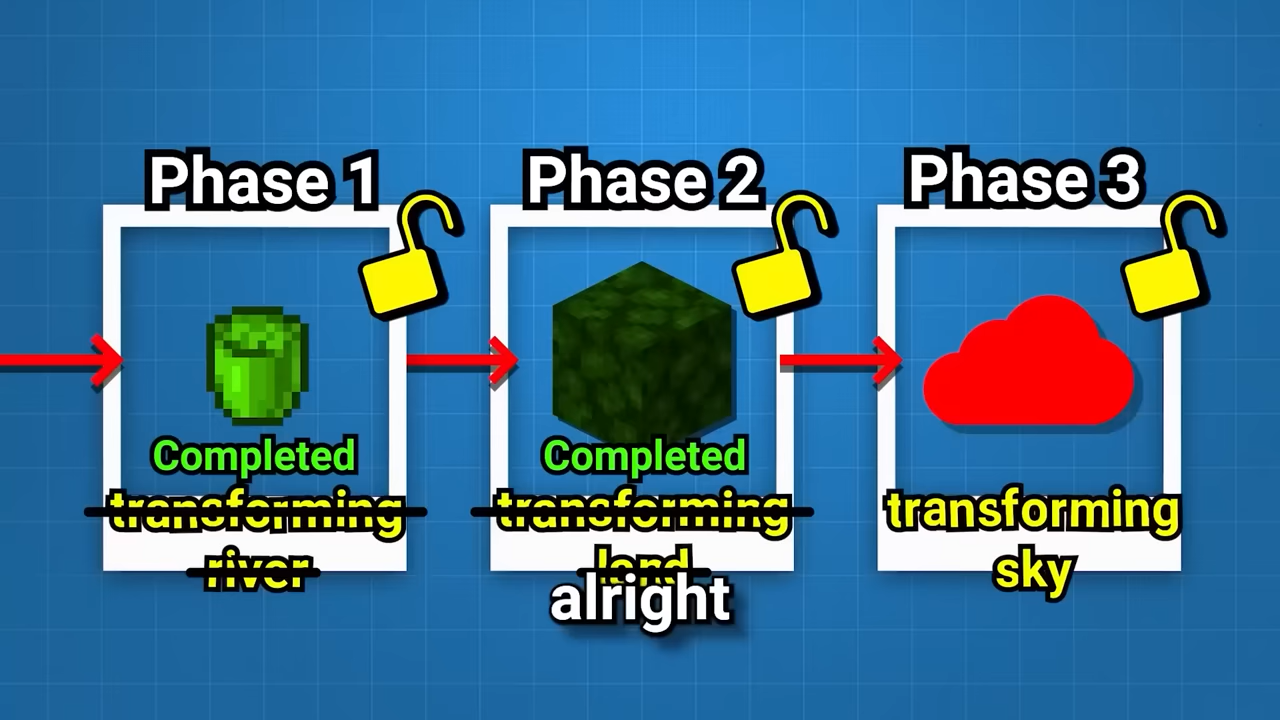 Phase 1
Completed
transforming
river
Phase 2
Completed
transforming
land
alright
Phase 3
transforming
sky